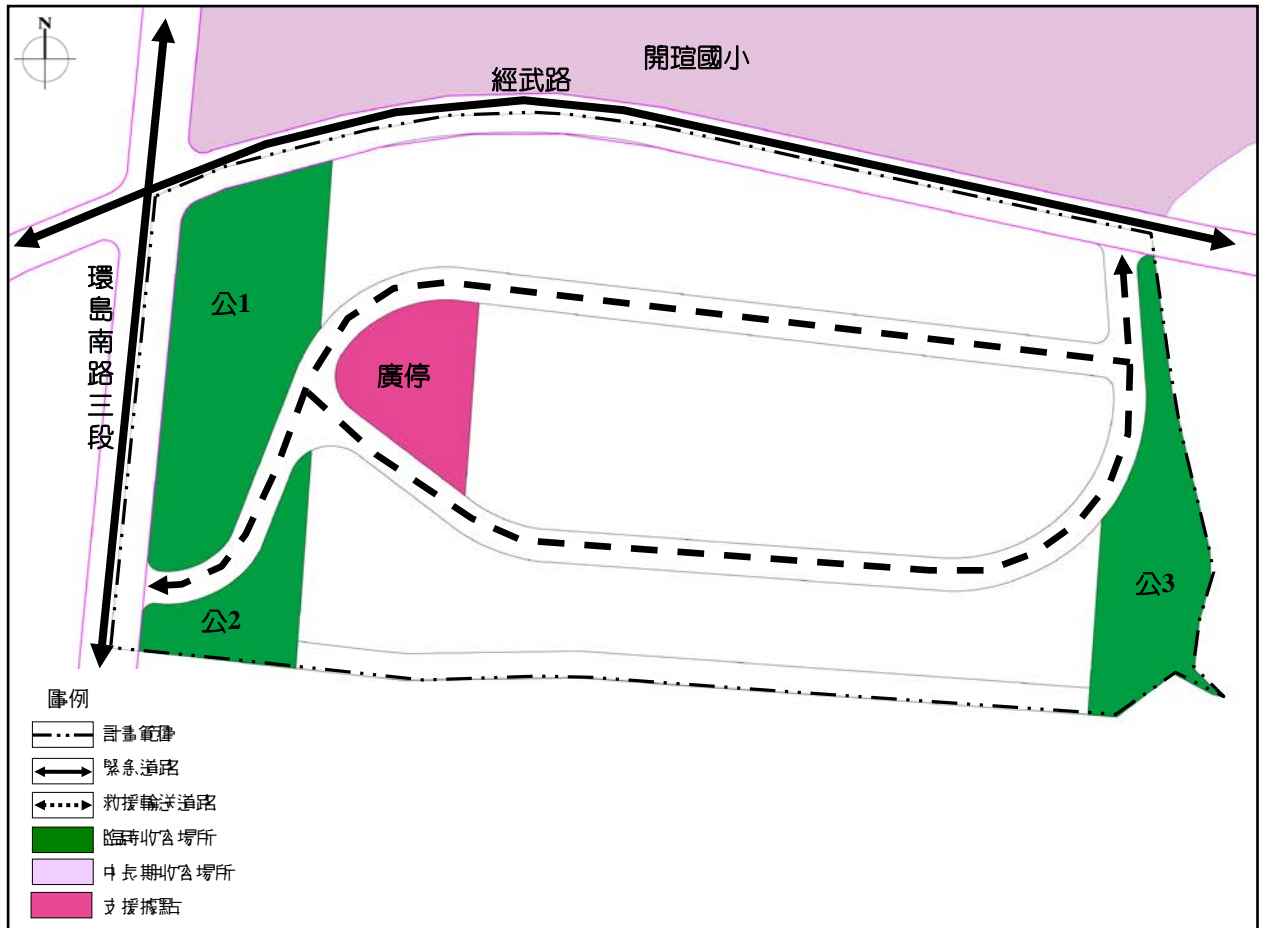 N
開瑄國小
經武路
環島南路三段
公1
廣停
公2
公3
圖例
計畫範圍
緊急道路
救援輸送道路
臨時收容場所
中長期收容場所
支援據點